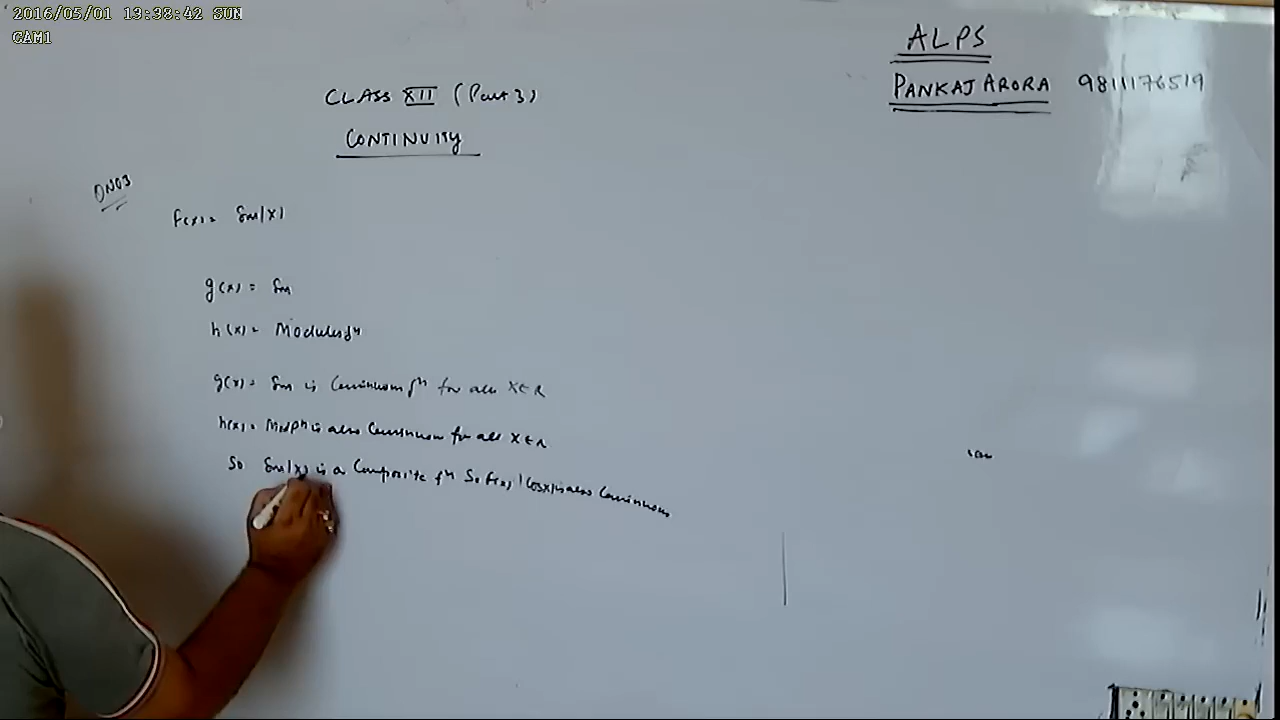 2016/05/01 13:38:42 SUN
CAM1
ALPS
PANKAJ ARORA 9811176519
CLASS XII (Part 3)
CONTINUITY
QNO3
F(x) = Sin|x|
g(x) = Sin
h(x) = Modulus fn
g(x) = Sin is Continuous fn for all x∈R
h(x) = Mod fn is also Continuous for all x∈R
So Sin|x| is a Composite fn So F(x) |Cosx| is also Continuous